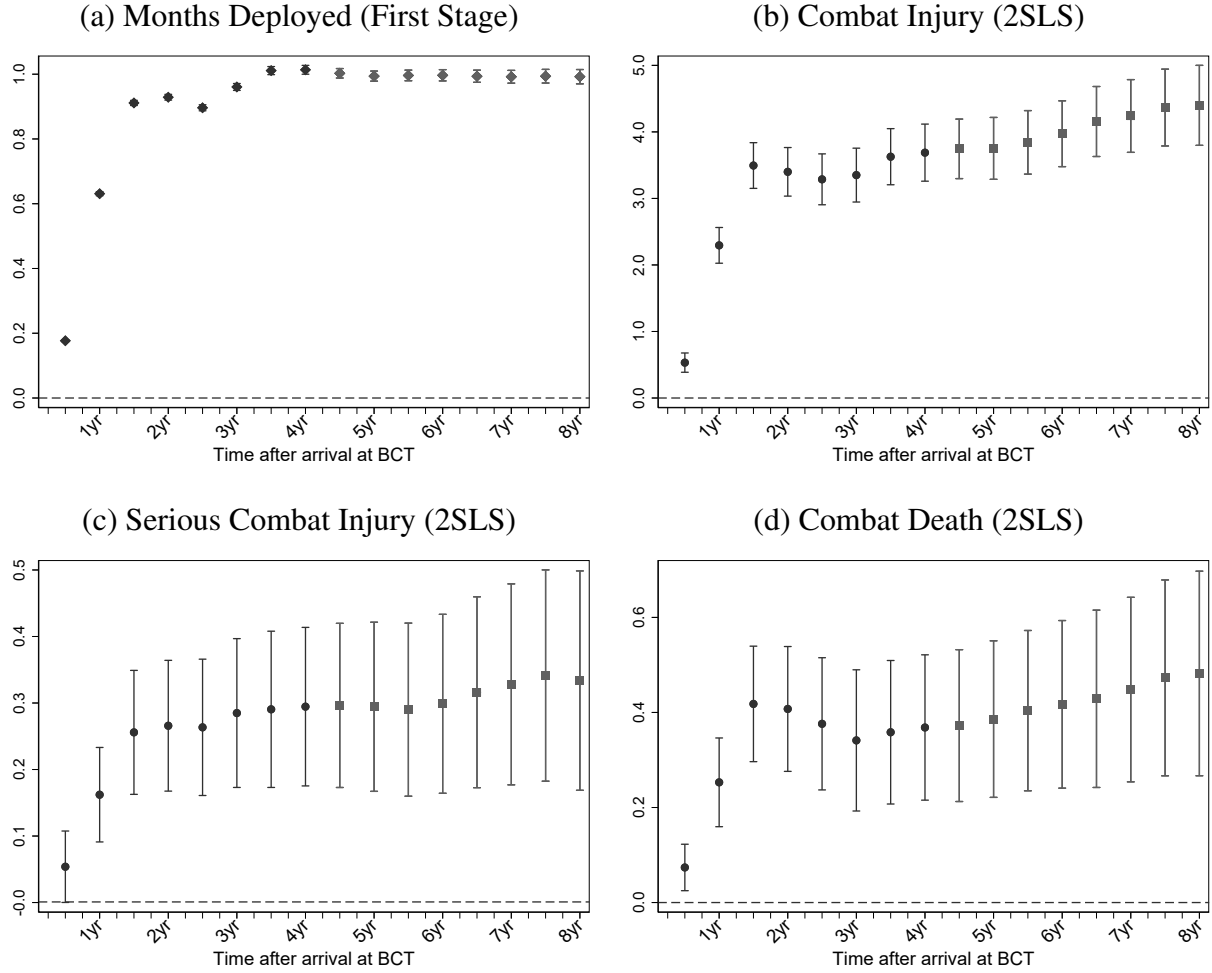 (a) Months Deployed (First Stage)
1.0
0.8
0.6
0.4
0.2
0.0
1yr 2yr 3yr 4yr 5yr 6yr 7yr 8yr
Time after arrival at BCT
(b) Combat Injury (2SLS)
5.0
4.0
3.0
2.0
1.0
0.0
1yr 2yr 3yr 4yr 5yr 6yr 7yr 8yr
Time after arrival at BCT
(c) Serious Combat Injury (2SLS)
0.5
0.4
0.3
0.2
0.1
-0.0
1yr 2yr 3yr 4yr 5yr 6yr 7yr 8yr
Time after arrival at BCT
(d) Combat Death (2SLS)
0.6
0.4
0.2
0.0
1yr 2yr 3yr 4yr 5yr 6yr 7yr 8yr
Time after arrival at BCT